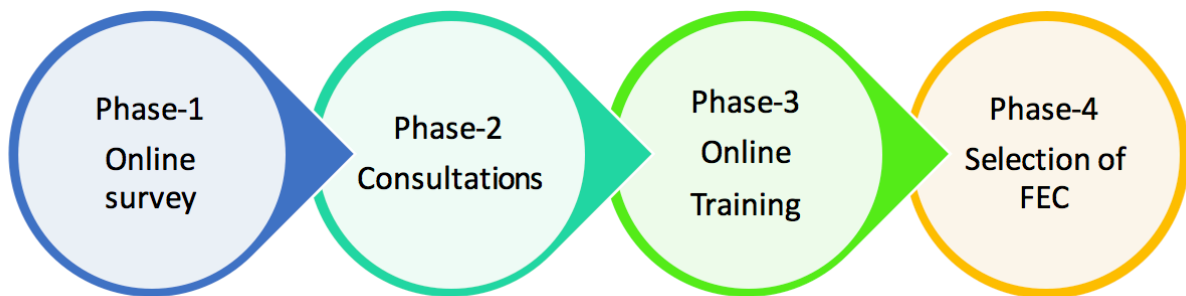 Phase-1
Online
survey
Phase-2
Consultations
Phase-3
Online
Training
Phase-4
Selection of
FEC